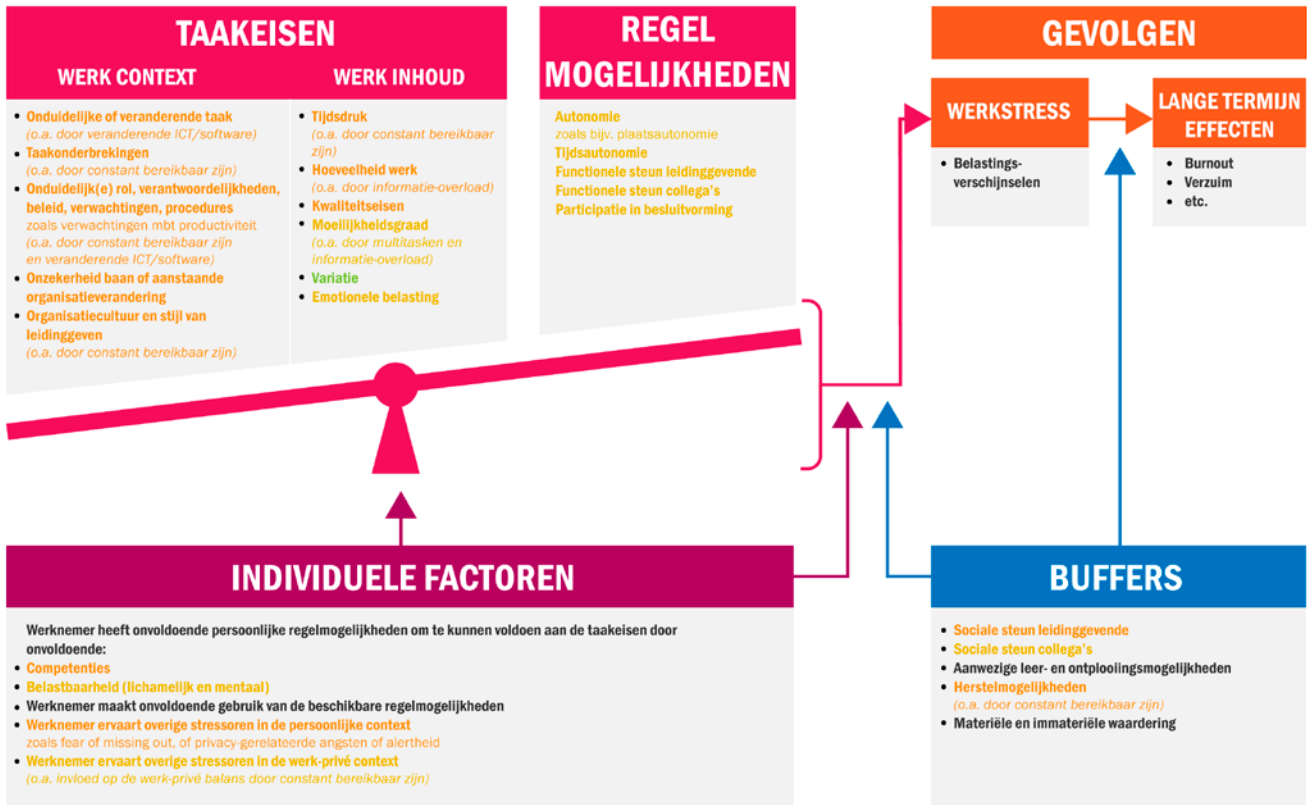 TAAKEISEN
WERK CONTEXT
• Onduidelijke of veranderende taak
(o.a. door veranderende ICT/software)
• Taakonderbrekingen
(o.a. door constant bereikbaar zijn)
• Onduidelijk(e) rol, verantwoordelijkheden,
beleid, verwachtingen, procedures
zoals verwachtingen mbt productiviteit
(o.a. door constant bereikbaar zijn
en veranderende ICT/software)
• Onzekerheid baan of aanstaande
organisatieverandering
• Organisatiecultuur en stijl van
leidinggeven
(o.a. door constant bereikbaar zijn)
WERK INHOUD
• Tijdsdruk
(o.a. door constant bereikbaar
zijn)
• Hoeveelheid werk
(o.a. door informatie-overload)
• Kwaliteitseisen
• Moeilijkheidsgraad
(o.a. door multitasken en
informatie-overload)
• Variatie
• Emotionele belasting
REGEL
MOGELIJKHEDEN
Autonomie
zoals bijv. plaatsautonomie
Tijdsautonomie
Functionele steun leidinggevende
Functionele steun collega's
Participatie in besluitvorming
GEVOLGEN
WERKSTRESS
• Belastings-
verschijnselen
LANGE TERMIJN
EFFECTEN
• Burnout
• Verzuim
• etc.
INDIVIDUELE FACTOREN
Werknemer heeft onvoldoende persoonlijke regelmogelijkheden om te kunnen voldoen aan de taakeisen door
onvoldoende:
• Competenties
• Belastbaarheid (lichamelijk en mentaal)
• Werknemer maakt onvoldoende gebruik van de beschikbare regelmogelijkheden
• Werknemer ervaart overige stressoren in de persoonlijke context
zoals fear of missing out, of privacy-gerelateerde angsten of alertheid
• Werknemer ervaart overige stressoren in de werk-privé context
(o.a. invloed op de werk-privé balans door constant bereikbaar zijn)
BUFFERS
• Sociale steun leidinggevende
• Sociale steun collega's
• Aanwezige leer- en ontplooiingsmogelijkheden
• Herstelmogelijkheden
(o.a. door constant bereikbaar zijn)
• Materiële en immateriële waardering